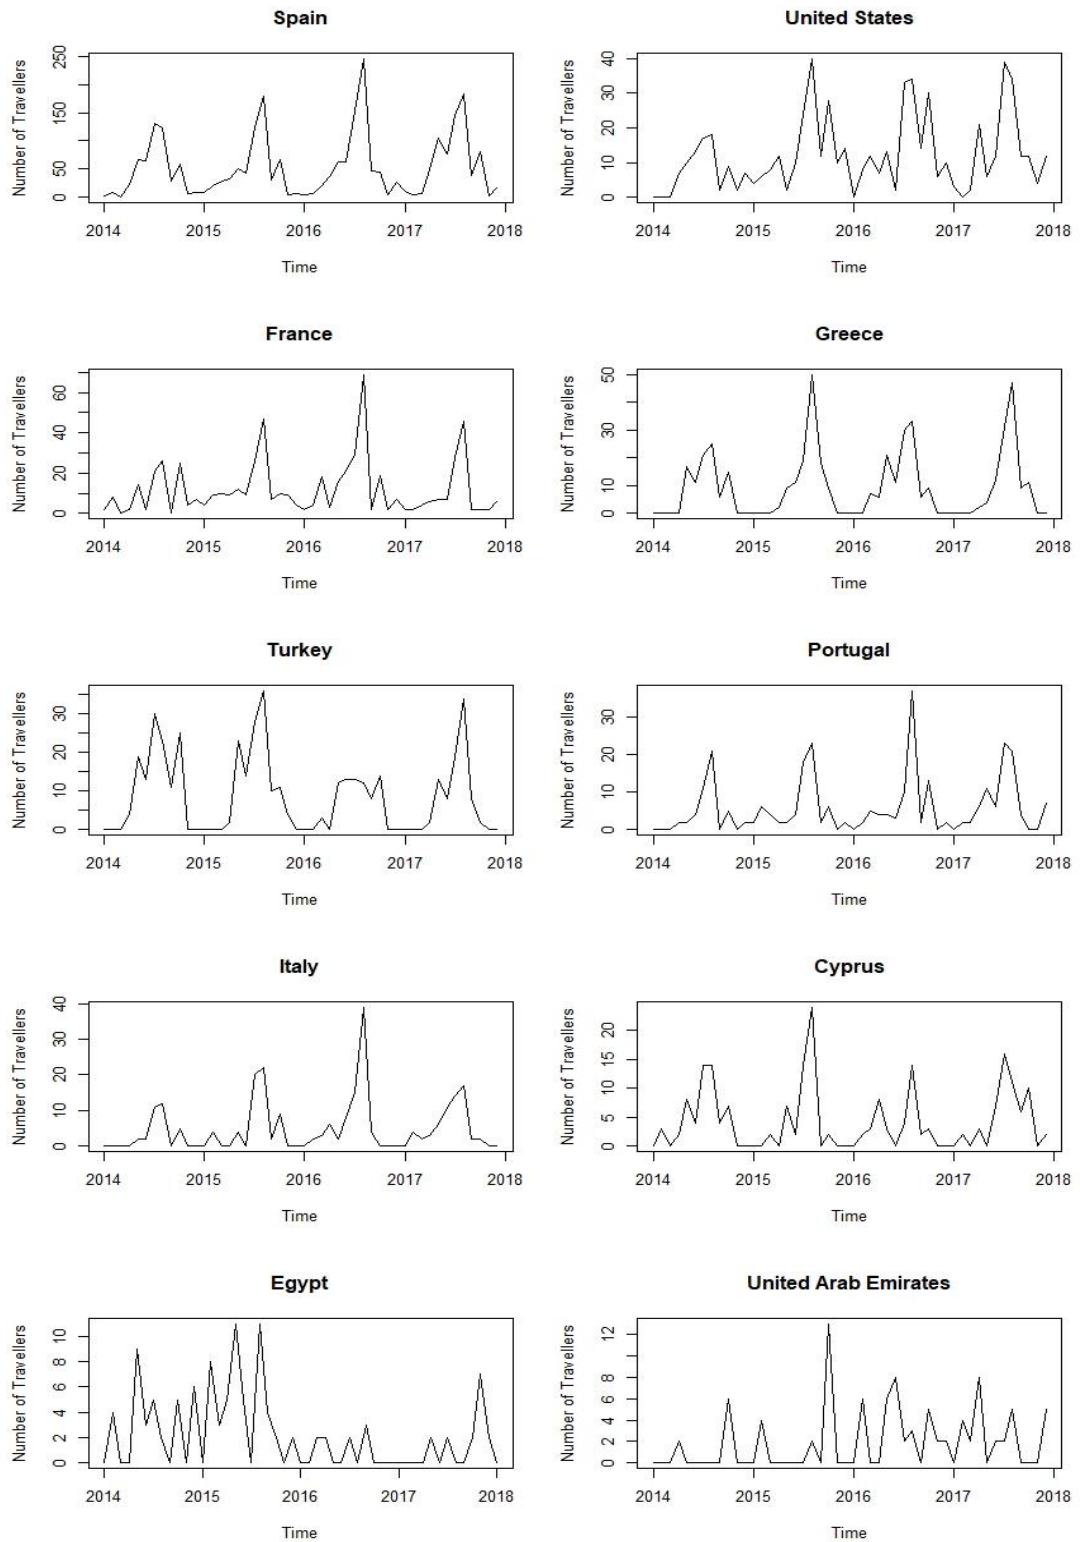 Spain
Number of Travellers
250
150
50
0
2014 2015 2016 2017 2018
Time
United States
Number of Travellers
40
30
20
10
0
2014 2015 2016 2017 2018
Time
France
Number of Travellers
60
40
20
0
2014 2015 2016 2017 2018
Time
Greece
Number of Travellers
50
30
10
0
2014 2015 2016 2017 2018
Time
Turkey
Number of Travellers
30
20
10
0
2014 2015 2016 2017 2018
Time
Portugal
Number of Travellers
30
20
10
0
2014 2015 2016 2017 2018
Time
Italy
Number of Travellers
40
30
20
10
0
2014 2015 2016 2017 2018
Time
Cyprus
Number of Travellers
20
15
10
5
0
2014 2015 2016 2017 2018
Time
Egypt
Number of Travellers
10
8
6
4
2
0
2014 2015 2016 2017 2018
Time
United Arab Emirates
Number of Travellers
12
8
6
4
2
0
2014 2015 2016 2017 2018
Time